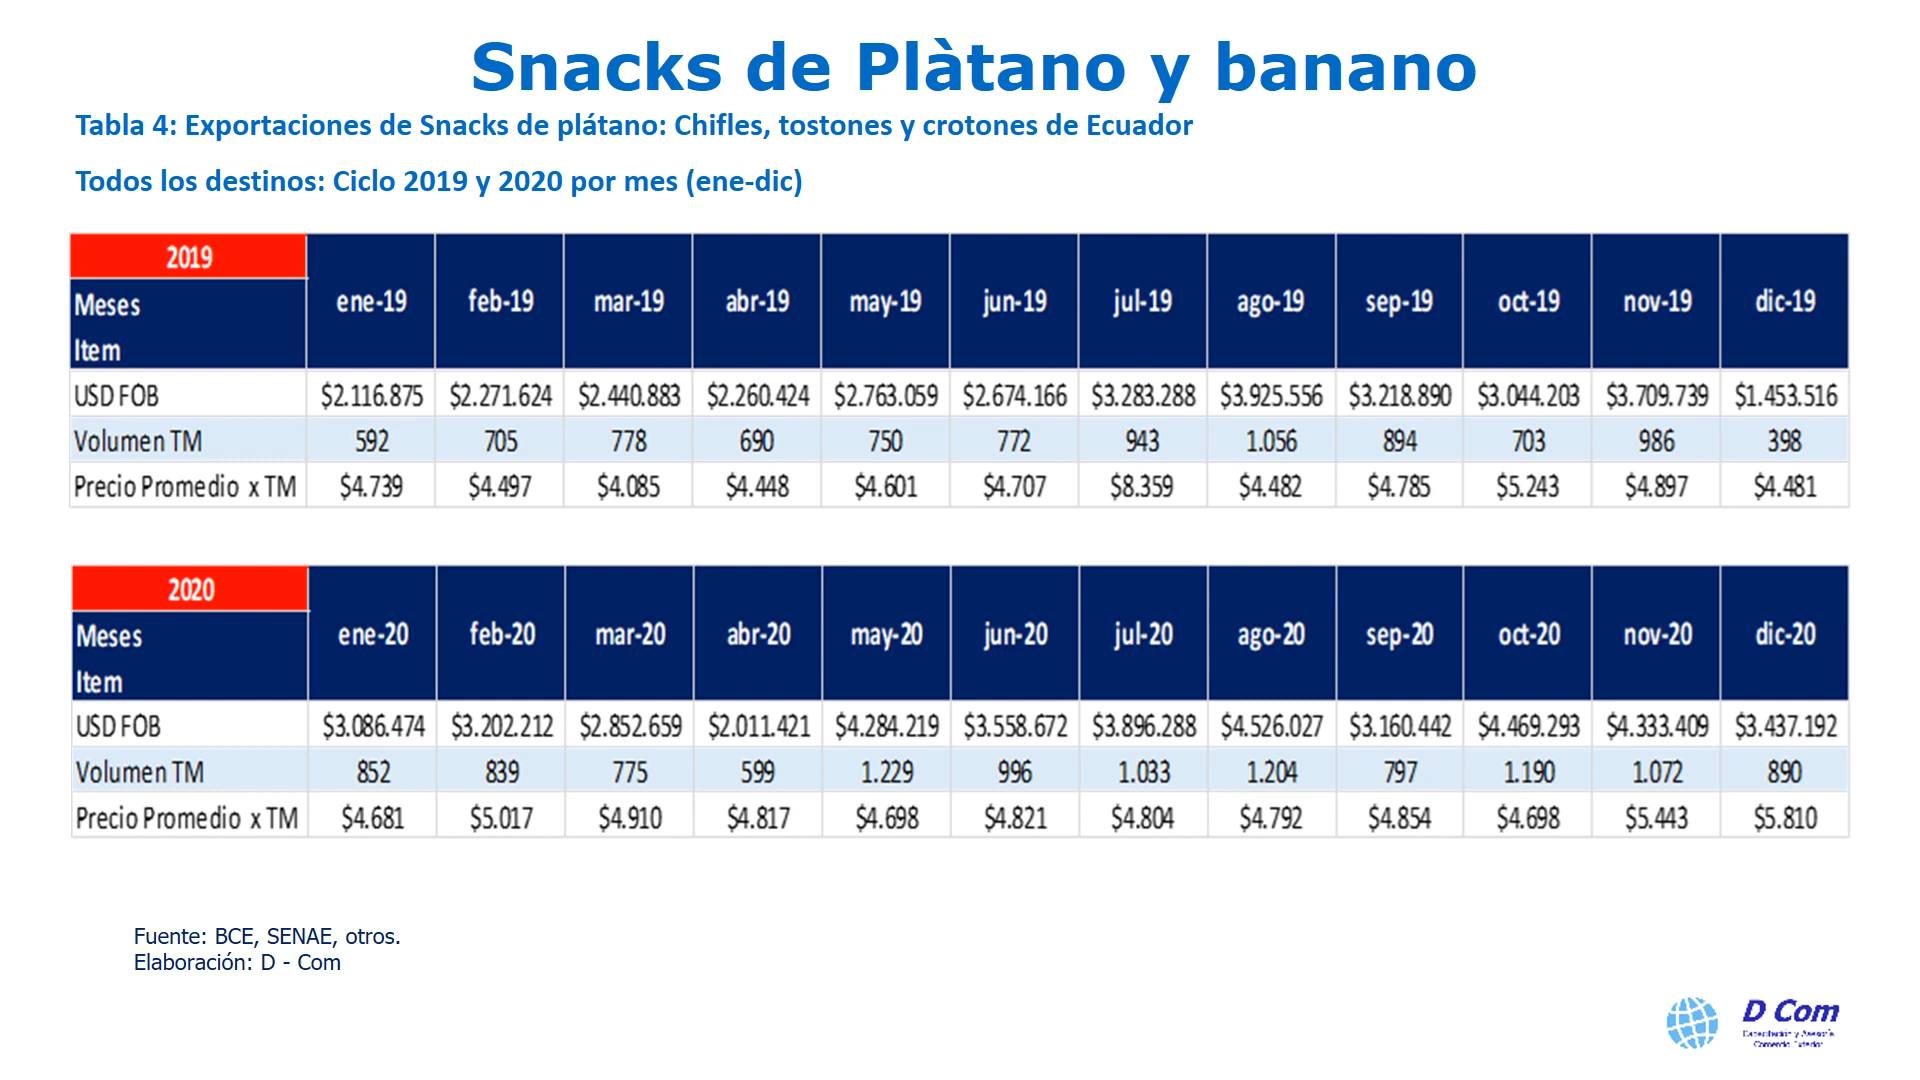 Snacks de Plàtano y banano
Tabla 4: Exportaciones de Snacks de plátano: Chifles, tostones y crotones de Ecuador
Todos los destinos: Ciclo 2019 y 2020 por mes (ene-dic)
2019
Meses
Item
ene-19 feb-19 mar-19 abr-19 may-19 jun-19 jul-19 ago-19 sep-19 oct-19 nov-19 dic-19
USD FOB $2.116.875 $2.271.624 $2.440.883 $2.260.424 $2.763.059 $2.674.166 $3.283.288 $3.925.556 $3.218.890 $3.044.203 $3.709.739 $1.453.516
Volumen TM 592 705 778 690 750 772 943 1.056 894 703 986 398
Precio Promedio x TM $4.739 $4.497 $4.085 $4.448 $4.601 $4.707 $8.359 $4.482 $4.785 $5.243 $4.897 $4.481
2020
Meses
Item
ene-20 feb-20 mar-20 abr-20 may-20 jun-20 jul-20 ago-20 sep-20 oct-20 nov-20 dic-20
USD FOB $3.086.474 $3.202.212 $2.852.659 $2.011.421 $4.284.219 $3.558.672 $3.896.288 $4.526.027 $3.160.442 $4.469.293 $4.333.409 $3.437.192
Volumen TM 852 839 775 599 1.229 996 1.033 1.204 797 1.190 1.072 890
Precio Promedio x TM $4.681 $5.017 $4.910 $4.817 $4.698 $4.821 $4.804 $4.792 $4.854 $4.698 $5.443 $5.810
Fuente: BCE, SENAE, otros.
Elaboración: D - Com
D Com
Capacitación y Asesoría
Comercio Exterior